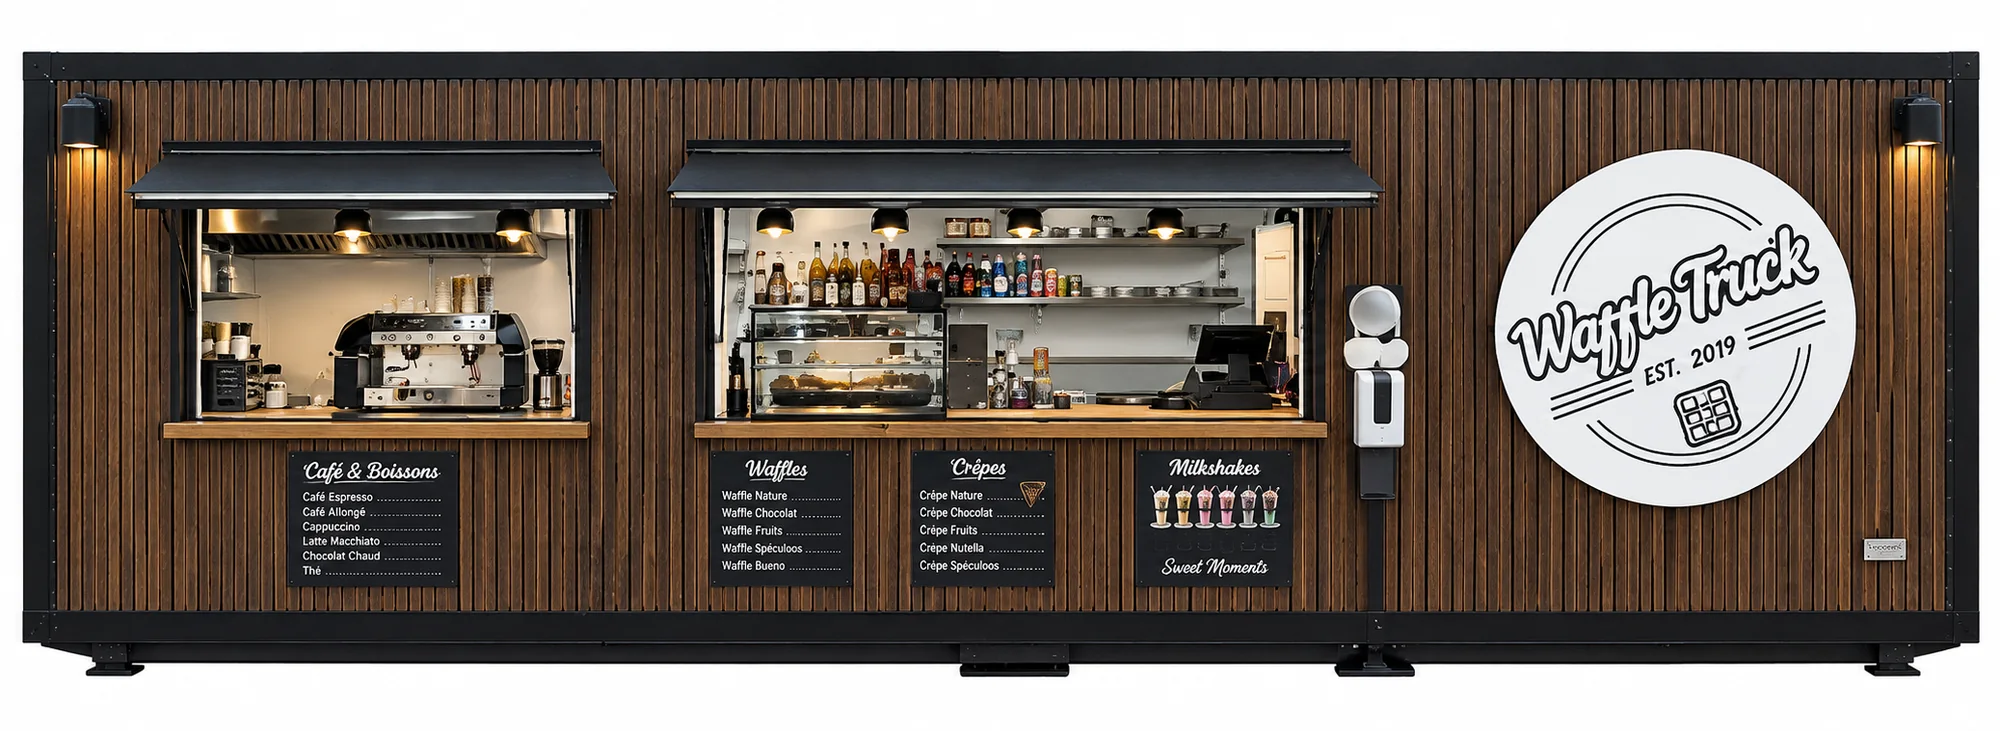 Café & Boissons
Café Espresso
Café Allongé
Cappuccino
Latte Macchiato
Chocolat Chaud
Thé
Waffles
Waffle Nature
Waffle Chocolat
Waffle Fruits
Waffle Spéculoos
Waffle Bueno
Crêpes
Crêpe Nature
Crêpe Chocolat
Crêpe Fruits
Crêpe Nutella
Crêpe Spéculoos
Milkshakes
Sweet Moments
Waffle Truck
EST. 2019